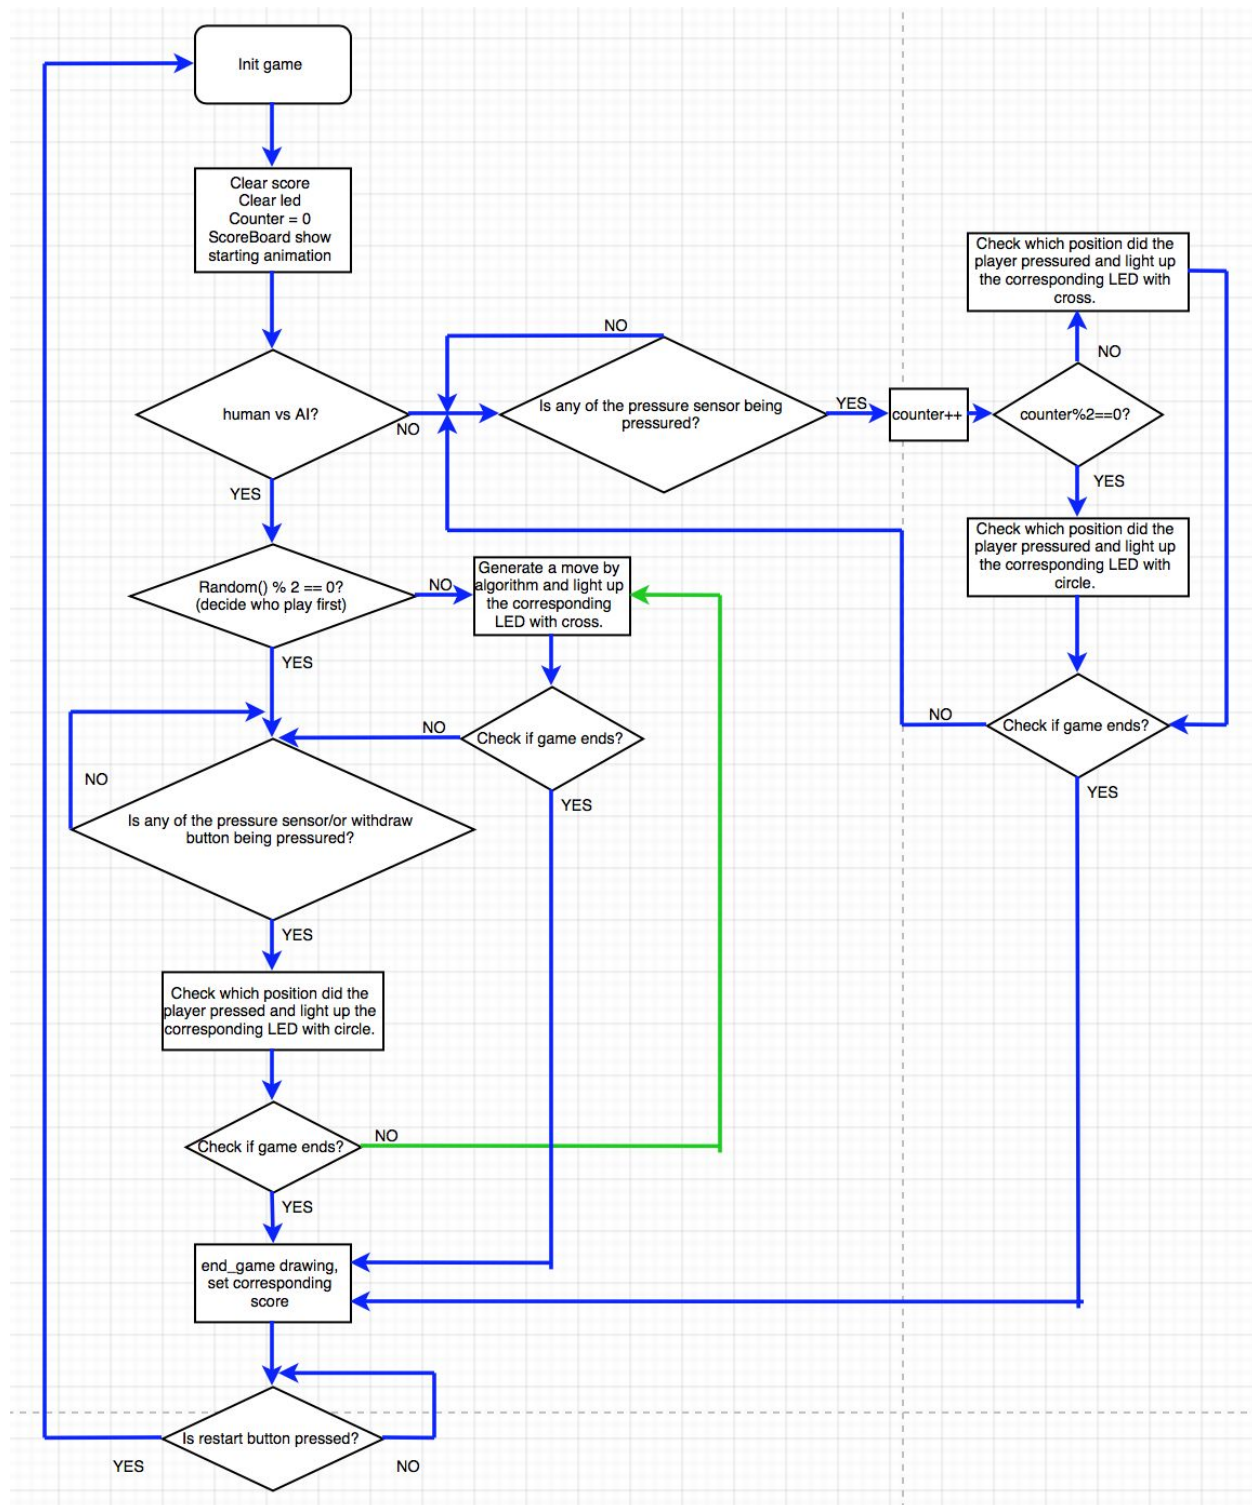 Init game
Clear score
Clear led
Counter = 0
ScoreBoard show
starting animation
human vs AI?
NO
YES
NO
Is any of the pressure sensor being
pressured?
YES
counter++
counter%2==0?
NO
Check which position did the
player pressured and light up
the corresponding LED with
cross.
YES
Check which position did the
player pressured and light up
the corresponding LED with
circle.
Check if game ends?
NO
YES
Random() % 2 == 0?
(decide who play first)
NO
YES
Generate a move by
algorithm and light up
the corresponding
LED with cross.
Check if game ends?
NO
YES
Is any of the pressure sensor/or withdraw
button being pressured?
NO
YES
Check which position did the
player pressed and light up the
corresponding LED with circle.
Check if game ends?
NO
YES
end_game drawing,
set corresponding
score
Is restart button pressed?
YES
NO